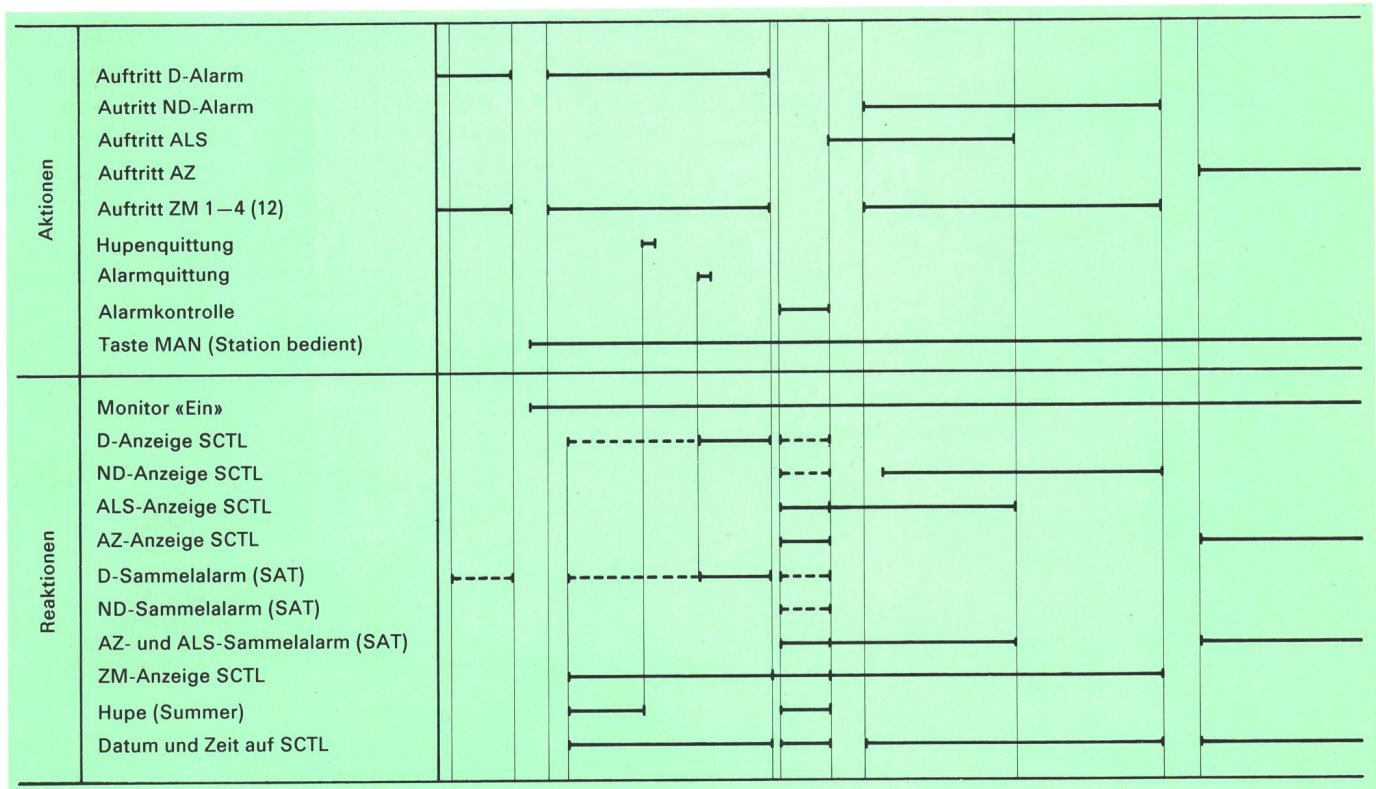 Aktionen
Auftritt D-Alarm
Autritt ND-Alarm
Auftritt ALS
Auftritt AZ
Auftritt ZM 1—4 (12)
Hupenquittung
Alarmquittung
Alarmkontrolle
Taste MAN (Station bedient)
Reaktionen
Monitor «Ein»
D-Anzeige SCTL
ND-Anzeige SCTL
ALS-Anzeige SCTL
AZ-Anzeige SCTL
D-Sammelalarm (SAT)
ND-Sammelalarm (SAT)
AZ- und ALS-Sammelalarm (SAT)
ZM-Anzeige SCTL
Hupe (Summer)
Datum und Zeit auf SCTL